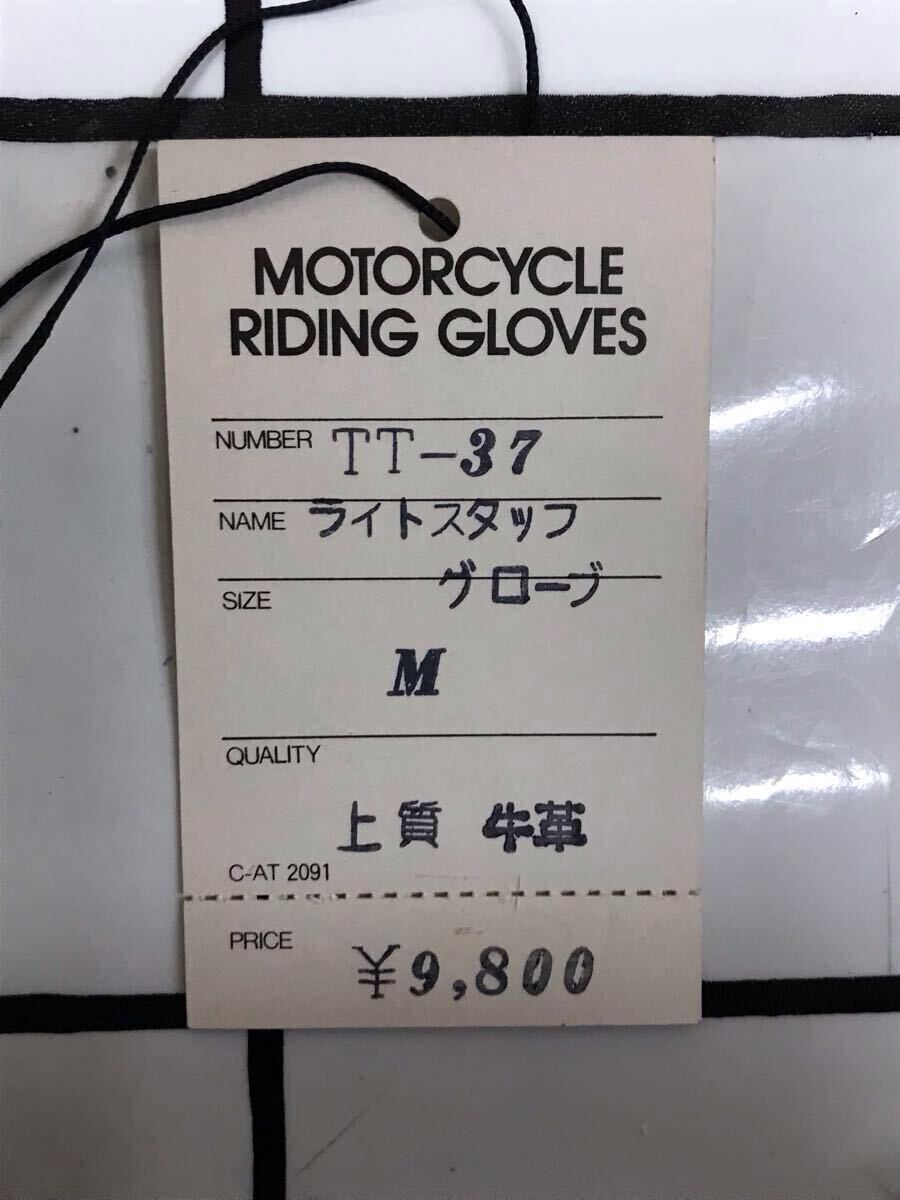 MOTORCYCLE
RIDING GLOVES
NUMBER TT-37
NAME ライトスタッフ
グローブ
SIZE
M
QUALITY
上質 牛革
C-AT 2091
PRICE
¥9,800